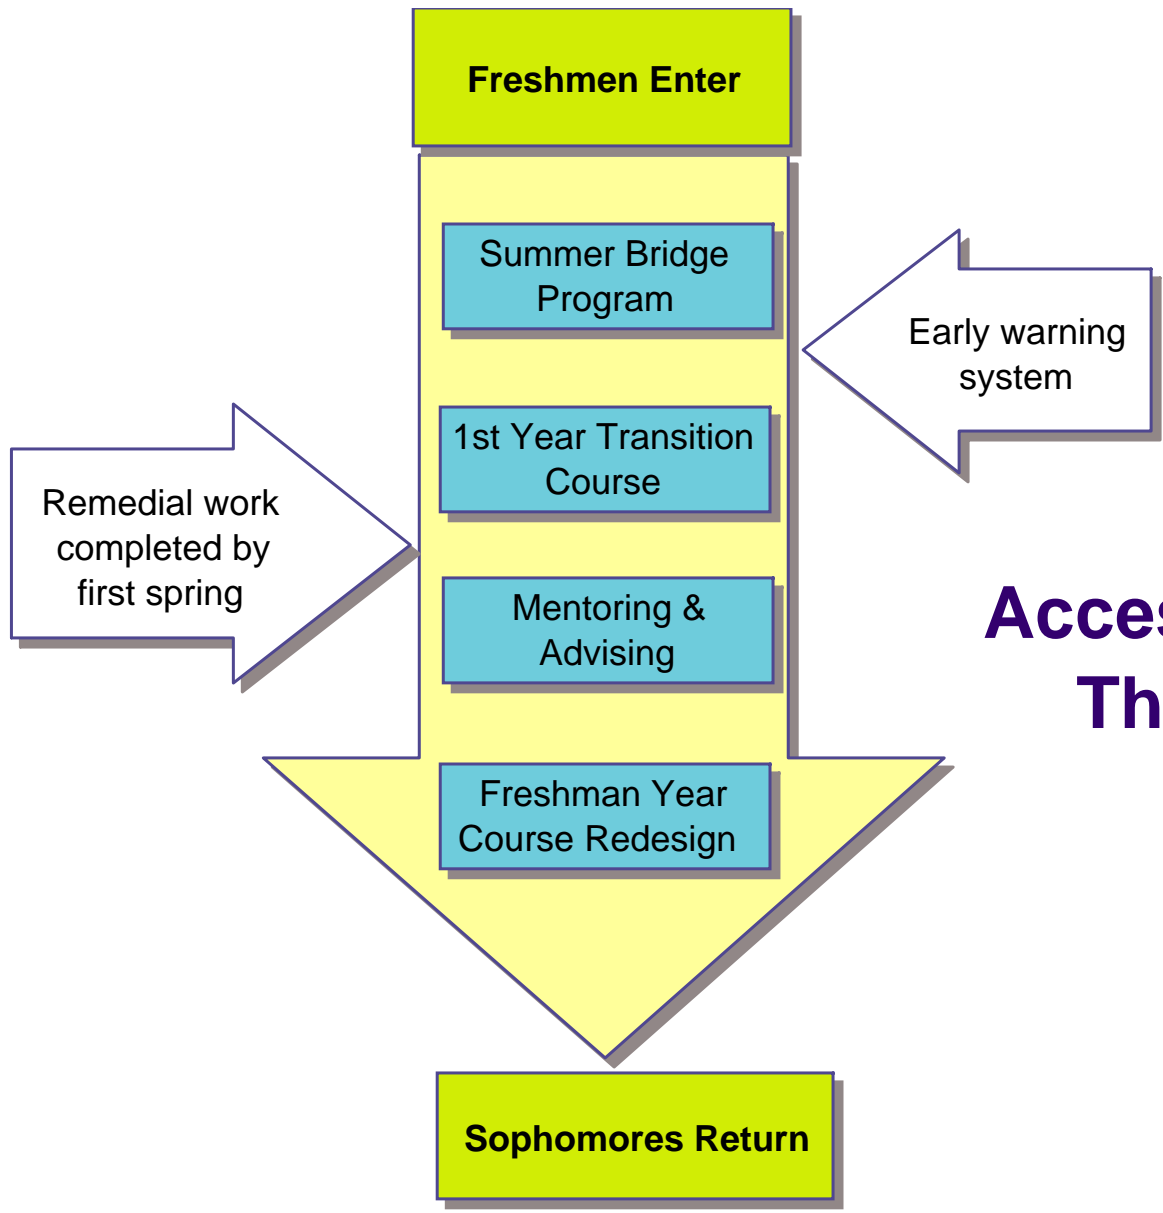 Freshmen Enter
Summer Bridge
Program
Early warning
system
1st Year Transition
Course
Remedial work
completed by
first spring
Mentoring &
Advising
Freshman Year
Course Redesign
Sophomores Return